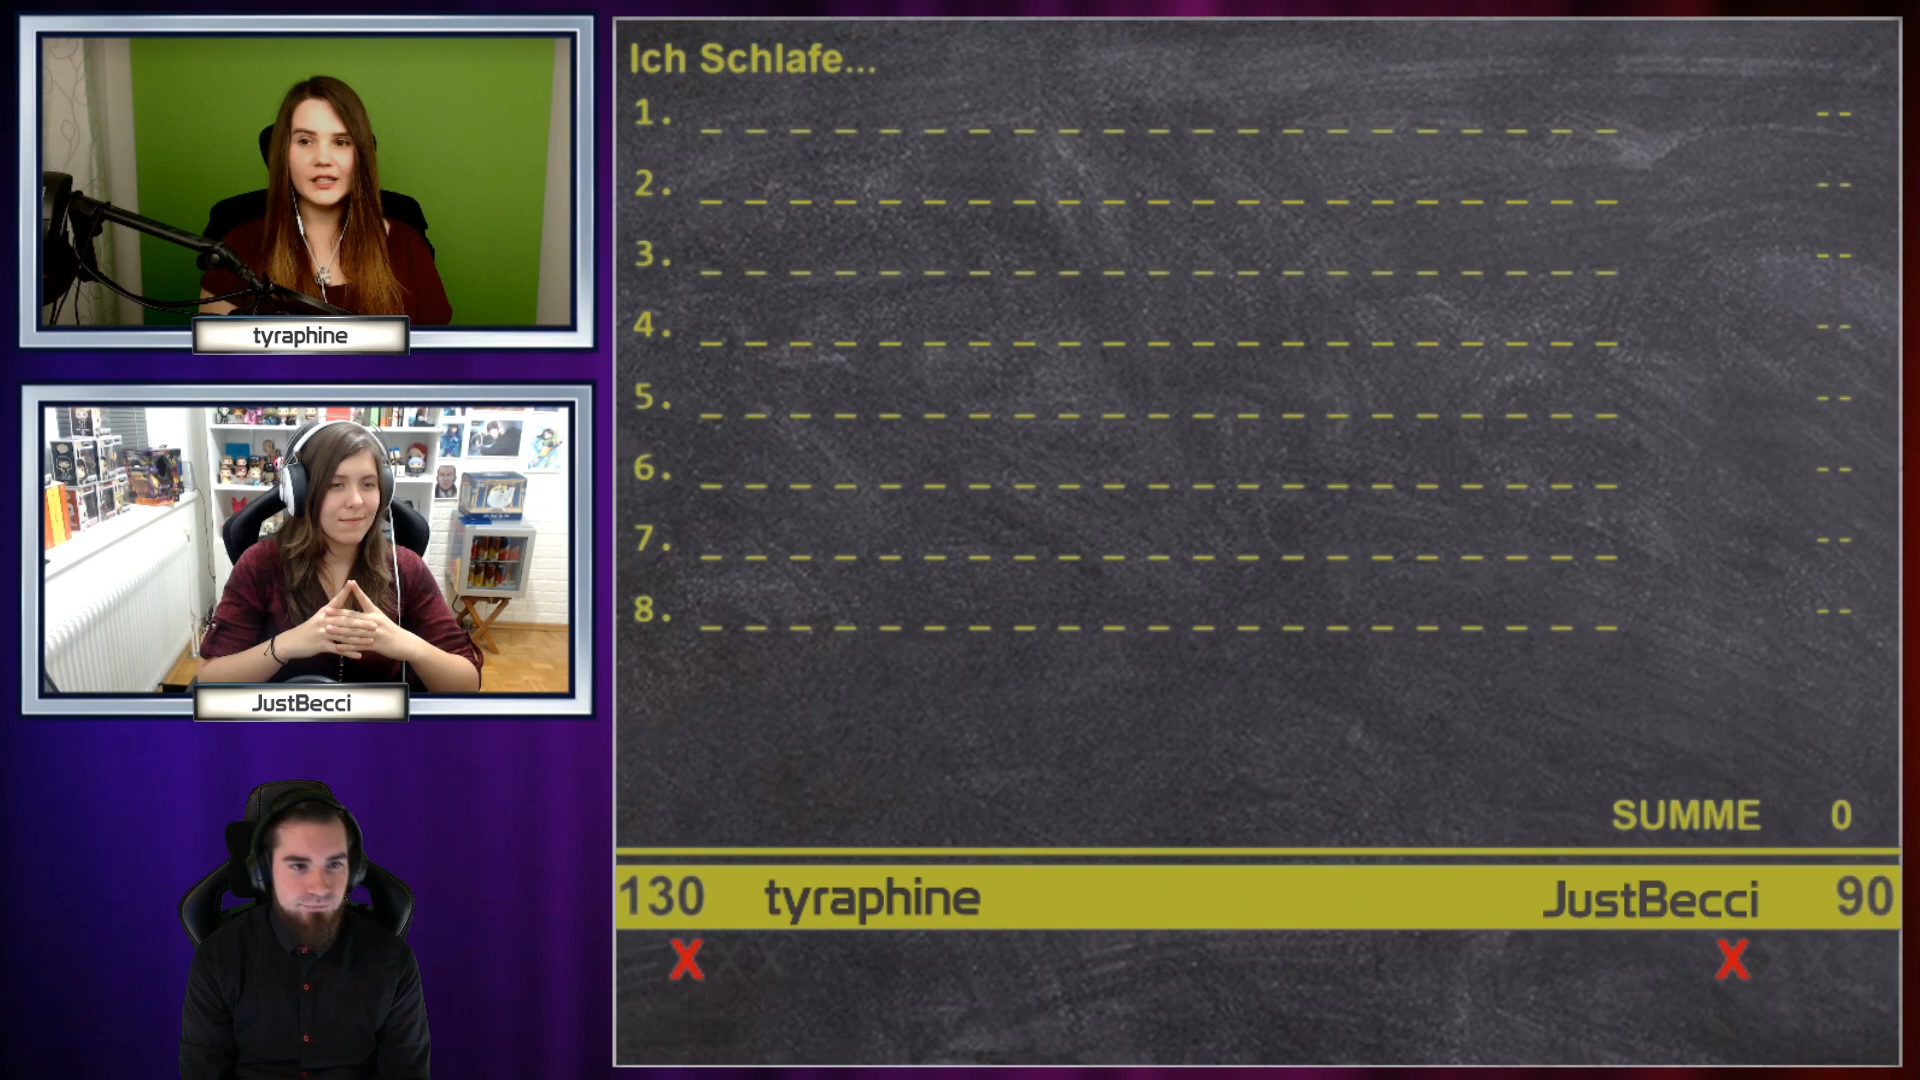 Ich Schlafe...
1. _ _ _ _ _ _ _ _ _ _ _ _ _ _ _ _ _ _ _ _ _ --
2. _ _ _ _ _ _ _ _ _ _ _ _ _ _ _ _ _ _ _ _ _ --
3. _ _ _ _ _ _ _ _ _ _ _ _ _ _ _ _ _ _ _ _ _ --
4. _ _ _ _ _ _ _ _ _ _ _ _ _ _ _ _ _ _ _ _ _ --
5. _ _ _ _ _ _ _ _ _ _ _ _ _ _ _ _ _ _ _ _ _ --
6. _ _ _ _ _ _ _ _ _ _ _ _ _ _ _ _ _ _ _ _ _ --
7. _ _ _ _ _ _ _ _ _ _ _ _ _ _ _ _ _ _ _ _ _ --
8. _ _ _ _ _ _ _ _ _ _ _ _ _ _ _ _ _ _ _ _ _ --
SUMME 0
130 tyraphine JustBecci 90
X X X X
tyraphine
JustBecci